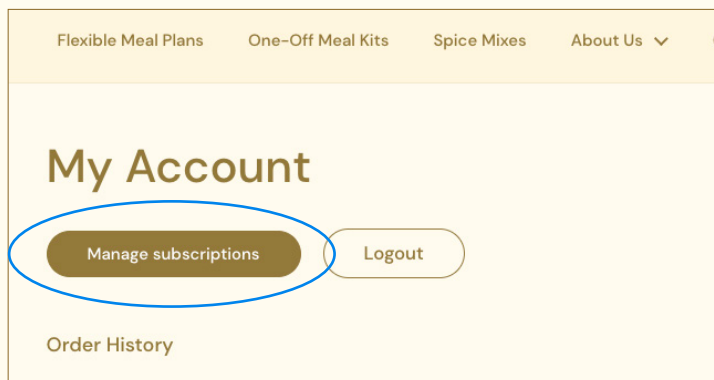 Flexible Meal Plans One-Off Meal Kits Spice Mixes About Us
My Account
Manage subscriptions Logout
Order History